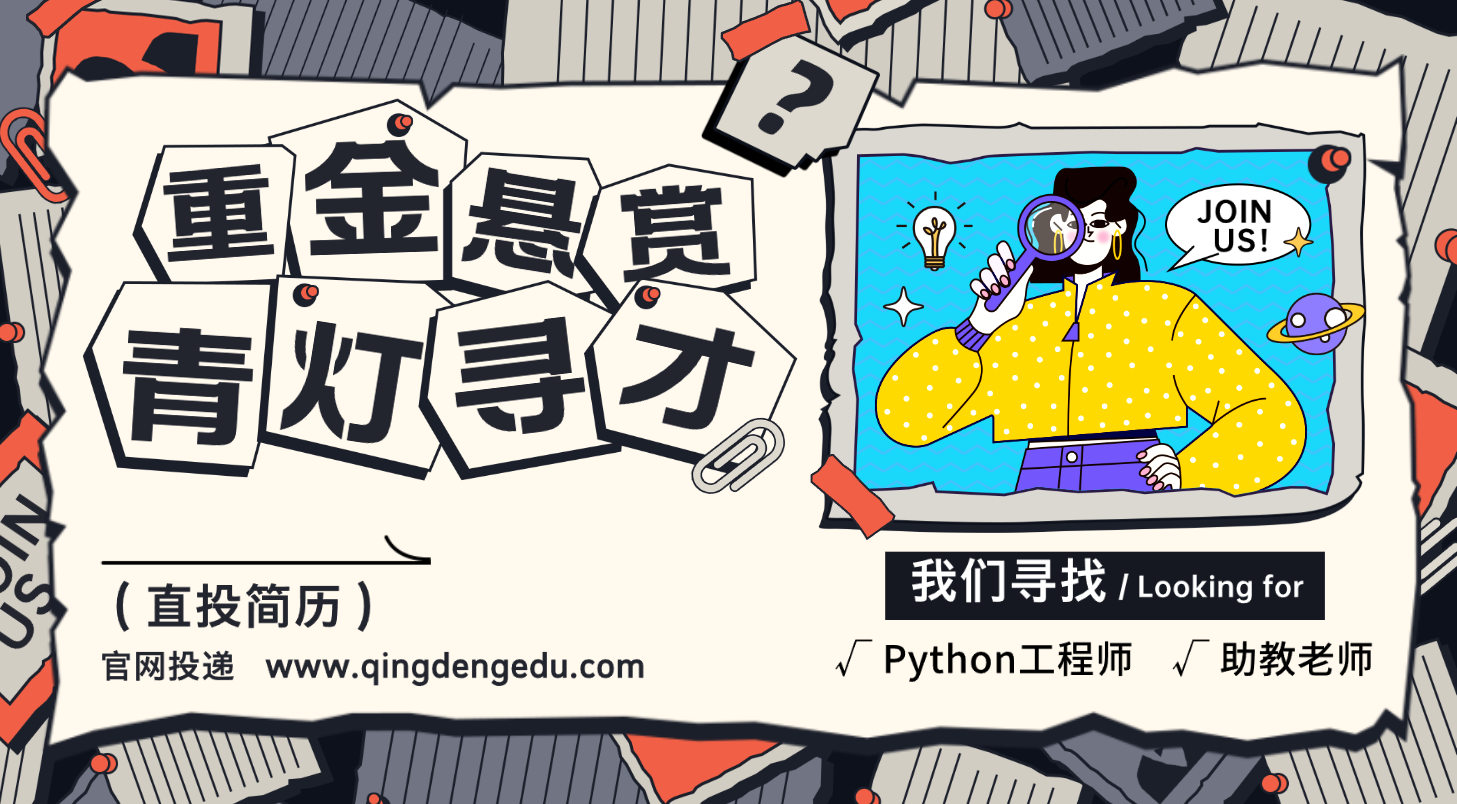 ?
重金悬赏
青灯寻才
JOIN
US!
(直投简历)
官网投递 www.qingdengedu.com
我们寻找 / Looking for
√ Python工程师 √ 助教老师
JOIN
US